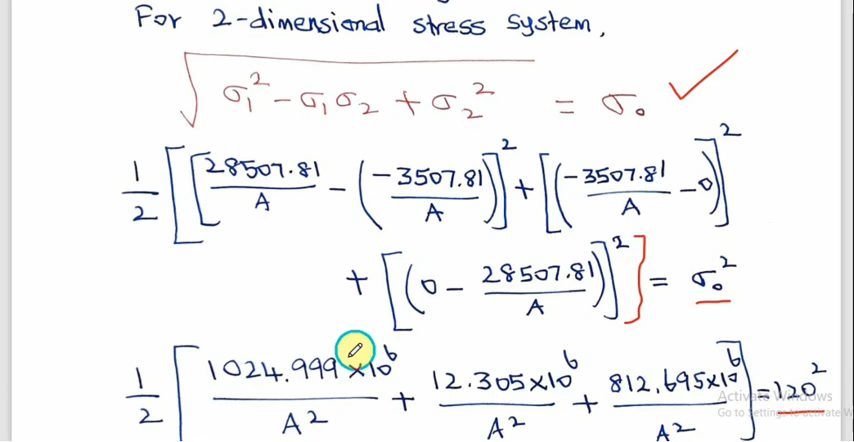 For 2-dimensional stress system,
√(σ₁² − σ₁σ₂ + σ₂²) = σ₀ ✓
1/2 [[28507.81/A − (−3507.81/A)]² + [(−3507.81/A − 0)]²
+ [(0 − 28507.81/A)]²} = σ₀²
1/2 [1024.999×10⁶/A² + 12.305×10⁶/A² + 812.695×10⁶/A²] = 120²
Activate Windows
Go to Settings to activate W